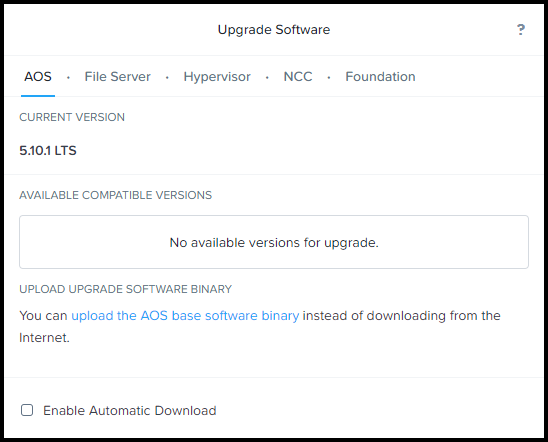 Upgrade Software
?
AOS · File Server · Hypervisor · NCC · Foundation
CURRENT VERSION
5.10.1 LTS
AVAILABLE COMPATIBLE VERSIONS
No available versions for upgrade.
UPLOAD UPGRADE SOFTWARE BINARY
You can upload the AOS base software binary instead of downloading from the
Internet.
Enable Automatic Download